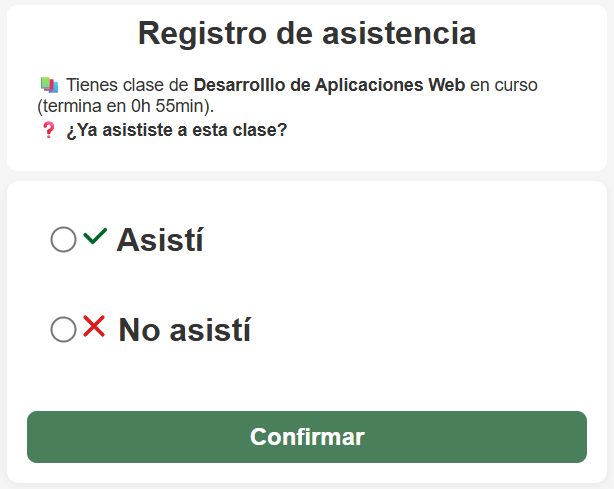 Registro de asistencia
📚 Tienes clase de Desarrolllo de Aplicaciones Web en curso
(termina en 0h 55min).
❓ ¿Ya asististe a esta clase?
Asistí
No asistí
Confirmar